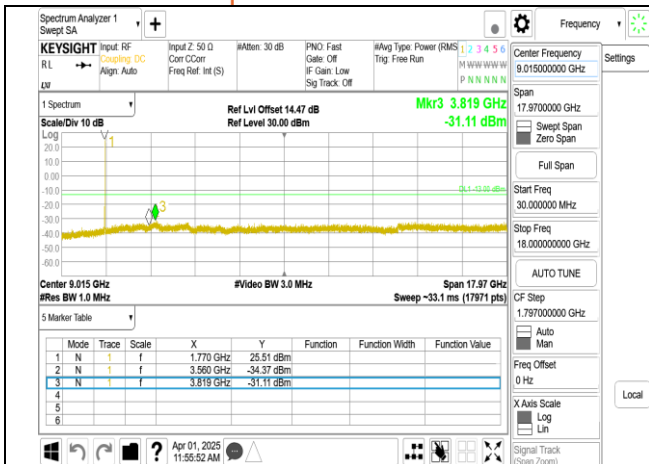 Spectrum Analyzer 1
Swept SA
Frequency
KEYSIGHT
Input: RF
Coupling: DC
Align: Auto
Input Z: 50 Ω
Corr CCorr
Freq Ref: Int (S)
#Atten: 30 dB
PNO: Fast
Gate: Off
IF Gain: Low
Sig Track: Off
#Avg Type: Power (RMS
Trig: Free Run
1 2 3 4 5 6
M W W W W W
P N N N N N
RL
LXI
Center Frequency
9.015000000 GHz
Settings
1 Spectrum
Scale/Div 10 dB
Ref Lvl Offset 14.47 dB
Ref Level 30.00 dBm
Mkr3 3.819 GHz
-31.11 dBm
Span
17.9700000 GHz
Swept Span
Zero Span
Full Span
Log
20.0
10.0
0.00
-10.0
-20.0
-30.0
-40.0
-50.0
-60.0
1
3
DL1 -13.00 dBm
Start Freq
30.000000 MHz
Stop Freq
18.000000000 GHz
AUTO TUNE
Center 9.015 GHz
#Res BW 1.0 MHz
#Video BW 3.0 MHz
Span 17.97 GHz
Sweep ~33.1 ms (17971 pts)
CF Step
1.797000000 GHz
Auto
Man
5 Marker Table
Mode Trace Scale X Y Function Function Width Function Value
1 N 1 f 1.770 GHz 25.51 dBm
2 N 1 f 3.560 GHz -34.37 dBm
3 N 1 f 3.819 GHz -31.11 dBm
4
5
6
Freq Offset
0 Hz
Local
X Axis Scale
Log
Lin
Signal Track
(Span Zoom)
?
Apr 01, 2025
11:55:52 AM